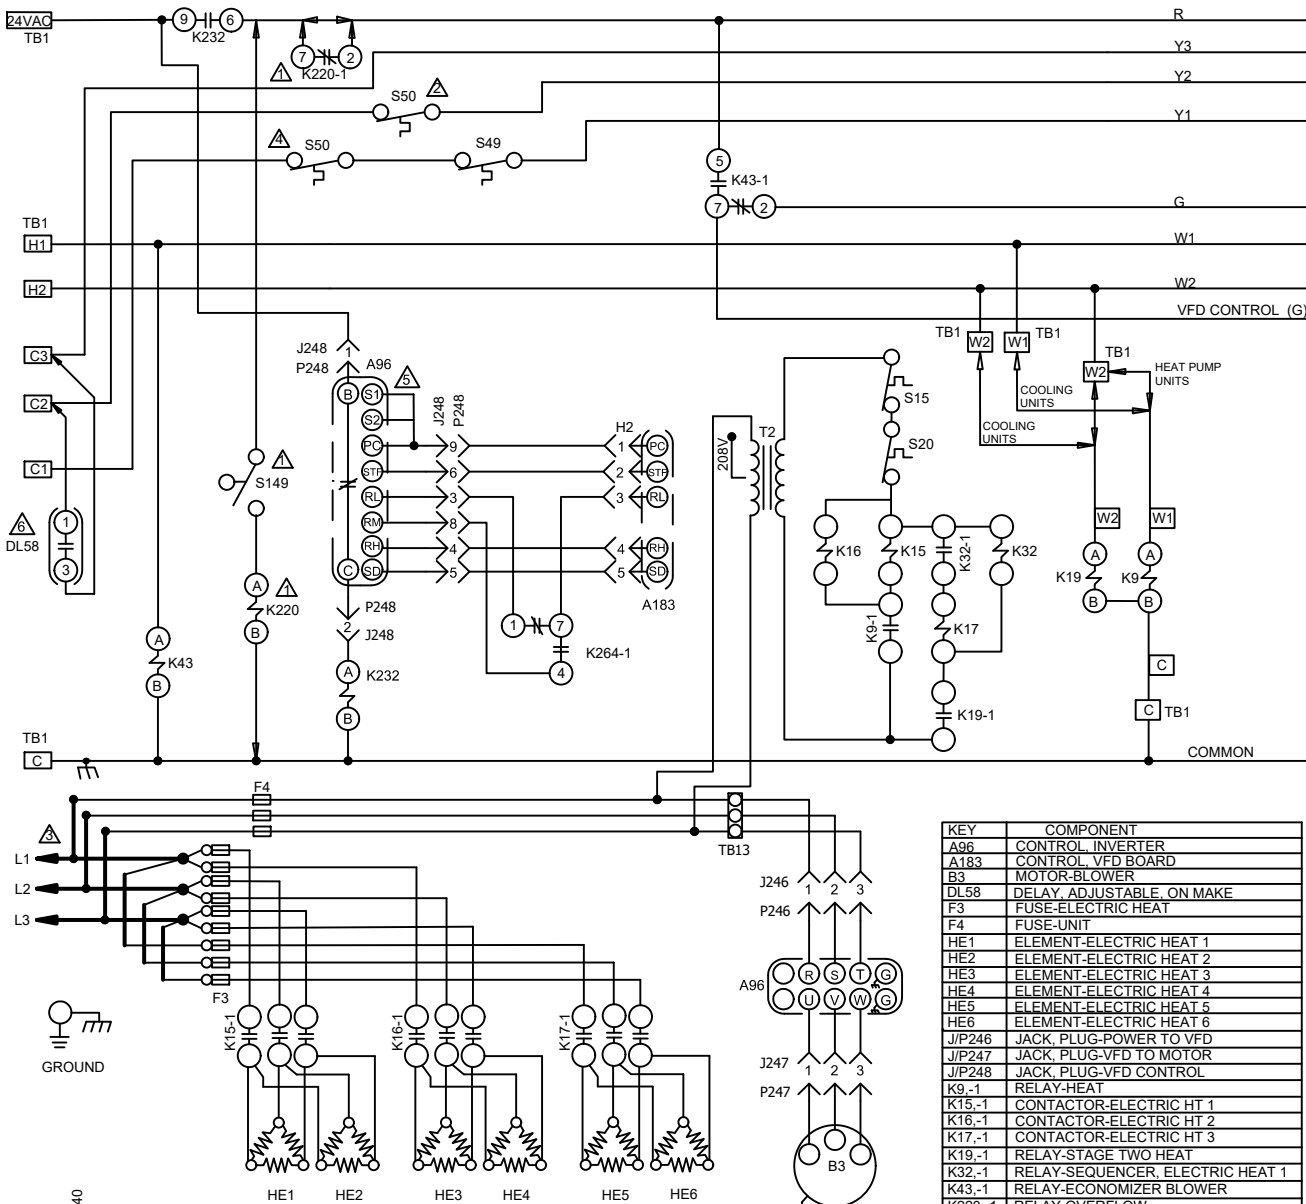 24VAC
TB1
9
6
K232
7
2
K220-1
1
R
Y3
Y2
Y1
S50
2
4
S50
S49
5
K43-1
7
2
G
TB1
H1
W1
H2
W2
VFD CONTROL (G)
C3
C2
C1
J248
1
P248
A96
5
B
S1
S2
PC
STP
RL
RM
RH
C
SD
J248
P248
9
6
3
8
4
5
H2
1
PC
2
STP
3
RL
4
RH
5
SD
A183
1
7
4
K264-1
P248
2
J248
A
K232
B
S149
1
A
1
K220
B
6
DL58
1
3
A
K43
B
208V
T2
S15
S20
K16
K15
K32-1
K32
K9-1
K17
K19-1
TB1
W2
W1
TB1
TB1
W2
HEAT PUMP
UNITS
COOLING
UNITS
COOLING
UNITS
W2
W1
A
A
K19
K9
B
B
C
C
TB1
TB1
C
COMMON
F4
TB13
3
L1
L2
L3
F3
GROUND
K15-1
K16-1
K17-1
HE1
HE2
HE3
HE4
HE5
HE6
J246
1
2
3
P246
A96
R
S
T
G
U
V
W
G
J247
1
2
3
P247
B3
40
KEY COMPONENT
A96 CONTROL, INVERTER
A183 CONTROL, VFD BOARD
B3 MOTOR-BLOWER
DL58 DELAY, ADJUSTABLE, ON MAKE
F3 FUSE-ELECTRIC HEAT
F4 FUSE-UNIT
HE1 ELEMENT-ELECTRIC HEAT 1
HE2 ELEMENT-ELECTRIC HEAT 2
HE3 ELEMENT-ELECTRIC HEAT 3
HE4 ELEMENT-ELECTRIC HEAT 4
HE5 ELEMENT-ELECTRIC HEAT 5
HE6 ELEMENT-ELECTRIC HEAT 6
J/P246 JACK, PLUG-POWER TO VFD
J/P247 JACK, PLUG-VFD TO MOTOR
J/P248 JACK, PLUG-VFD CONTROL
K9,-1 RELAY-HEAT
K15,-1 CONTACTOR-ELECTRIC HT 1
K16,-1 CONTACTOR-ELECTRIC HT 2
K17,-1 CONTACTOR-ELECTRIC HT 3
K19,-1 RELAY-STAGE TWO HEAT
K32,-1 RELAY-SEQUENCER, ELECTRIC HEAT 1
K43,-1 RELAY-ECONOMIZER BLOWER